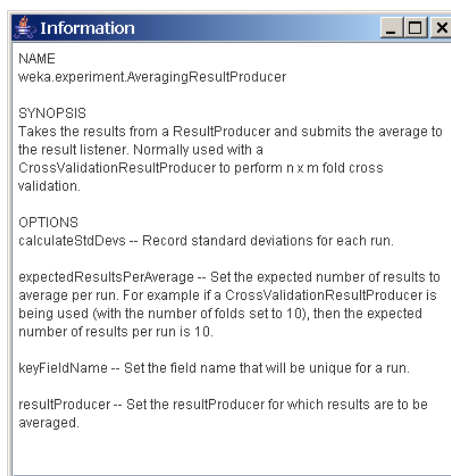 Information
NAME
weka.experiment.AveragingResultProducer
SYNOPSIS
Takes the results from a ResultProducer and submits the average to
the result listener. Normally used with a
CrossValidationResultProducer to perform n x m fold cross
validation.
OPTIONS
calculateStdDevs -- Record standard deviations for each run.
expectedResultsPerAverage -- Set the expected number of results to
average per run. For example if a CrossValidationResultProducer is
being used (with the number of folds set to 10), then the expected
number of results per run is 10.
keyFieldName -- Set the field name that will be unique for a run.
resultProducer -- Set the resultProducer for which results are to be
averaged.